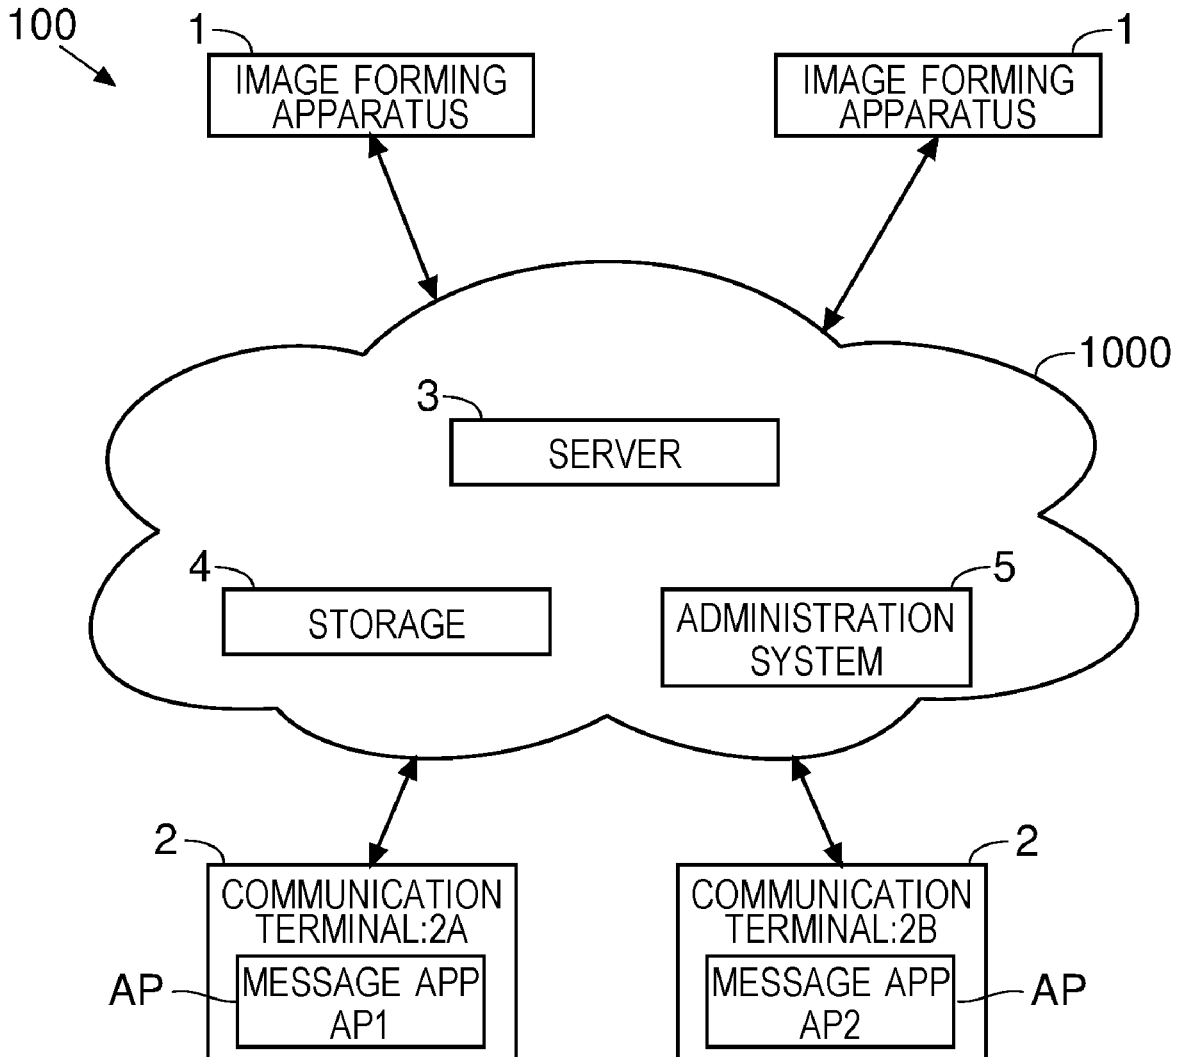 100
1
1
IMAGE FORMING
APPARATUS
IMAGE FORMING
APPARATUS
1000
3
SERVER
4
STORAGE
5
ADMINISTRATION
SYSTEM
2
COMMUNICATION
TERMINAL:2A
MESSAGE APP
AP1
AP
2
COMMUNICATION
TERMINAL:2B
MESSAGE APP
AP2
AP